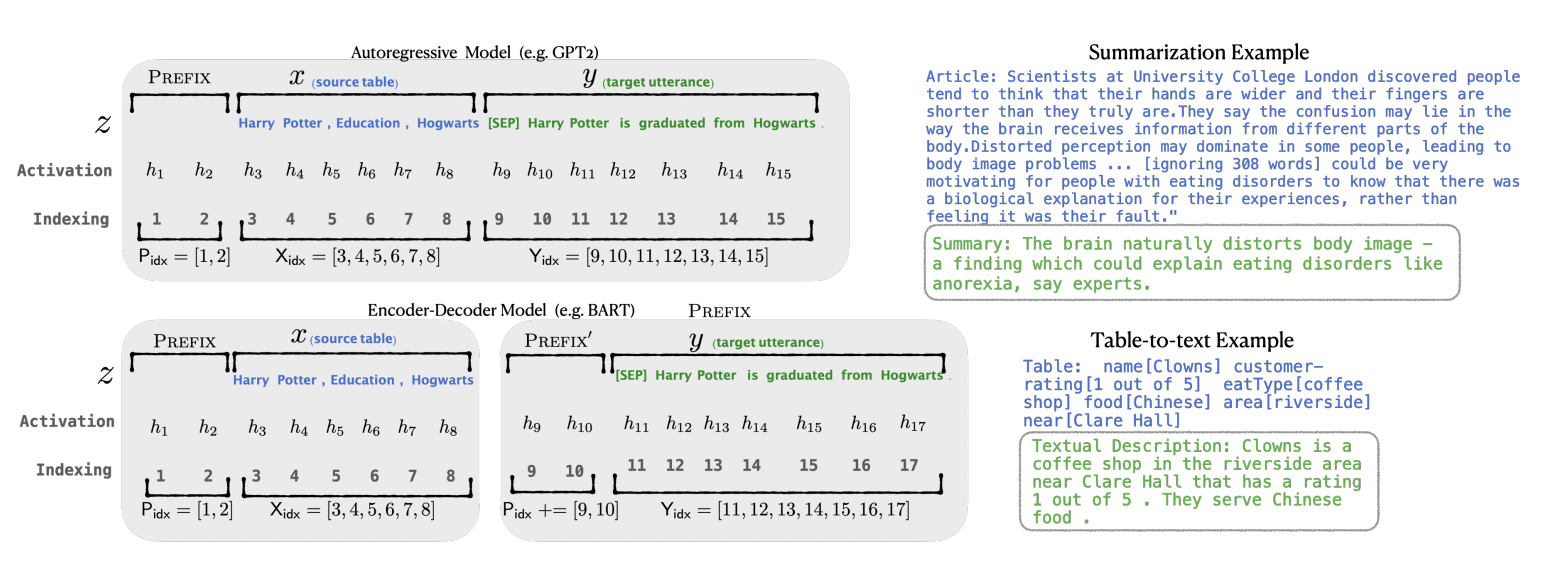 Autoregressive Model (e.g. GPT2)
PREFIX x (source table) y (target utterance)
z Harry Potter , Education , Hogwarts [SEP] Harry Potter is graduated from Hogwarts .
Activation h1 h2 h3 h4 h5 h6 h7 h8 h9 h10 h11 h12 h13 h14 h15
Indexing 1 2 3 4 5 6 7 8 9 10 11 12 13 14 15
Pidx = [1, 2] Xidx = [3, 4, 5, 6, 7, 8] Yidx = [9, 10, 11, 12, 13, 14, 15]
Encoder-Decoder Model (e.g. BART) PREFIX
PREFIX x (source table) PREFIX′ y (target utterance)
z Harry Potter , Education , Hogwarts [SEP] Harry Potter is graduated from Hogwarts .
Activation h1 h2 h3 h4 h5 h6 h7 h8 h9 h10 h11 h12 h13 h14 h15 h16 h17
Indexing 1 2 3 4 5 6 7 8 9 10 11 12 13 14 15 16 17
Pidx = [1, 2] Xidx = [3, 4, 5, 6, 7, 8] Pidx += [9, 10] Yidx = [11, 12, 13, 14, 15, 16, 17]
Summarization Example
Article: Scientists at University College London discovered people
tend to think that their hands are wider and their fingers are
shorter than they truly are.They say the confusion may lie in the
way the brain receives information from different parts of the
body.Distorted perception may dominate in some people, leading to
body image problems ... [ignoring 308 words] could be very
motivating for people with eating disorders to know that there was
a biological explanation for their experiences, rather than
feeling it was their fault."
Summary: The brain naturally distorts body image –
a finding which could explain eating disorders like
anorexia, say experts.
Table-to-text Example
Table: name[Clowns] customer-
rating[1 out of 5] eatType[coffee
shop] food[Chinese] area[riverside]
near[Clare Hall]
Textual Description: Clowns is a
coffee shop in the riverside area
near Clare Hall that has a rating
1 out of 5 . They serve Chinese
food .